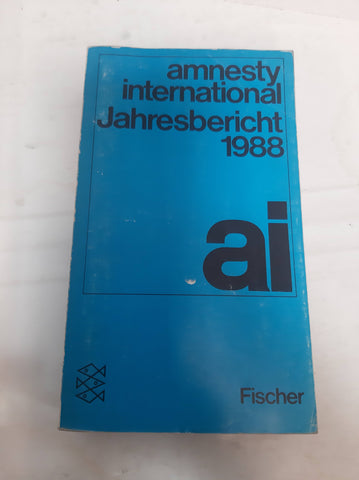 amnesty
international
Jahresbericht
1988
ai
Fischer